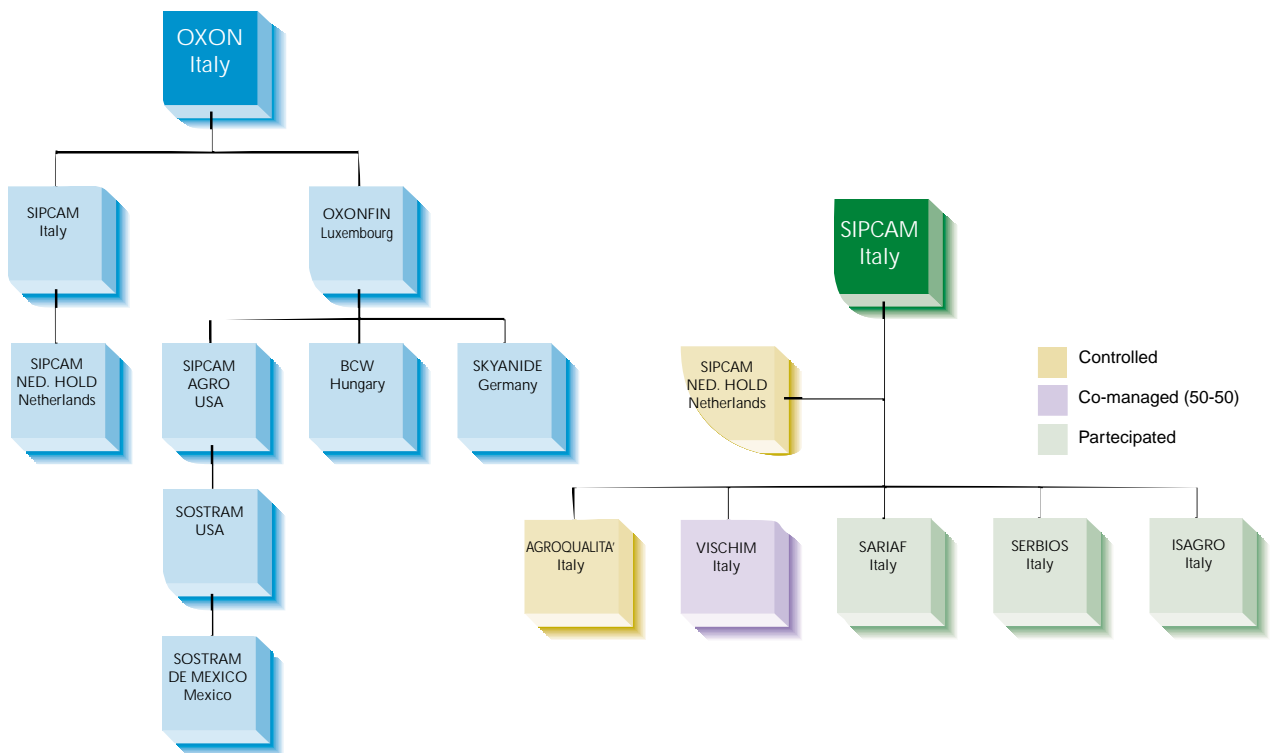 OXON
Italy
SIPCAM
Italy
OXONFIN
Luxembourg
SIPCAM
NED. HOLD
Netherlands
SIPCAM
AGRO
USA
BCW
Hungary
SKYANIDE
Germany
SOSTRAM
USA
SOSTRAM
DE MEXICO
Mexico
SIPCAM
Italy
SIPCAM
NED. HOLD
Netherlands
Controlled
Co-managed (50-50)
Partecipated
AGROQUALITA'
Italy
VISCHIM
Italy
SARIAF
Italy
SERBIOS
Italy
ISAGRO
Italy